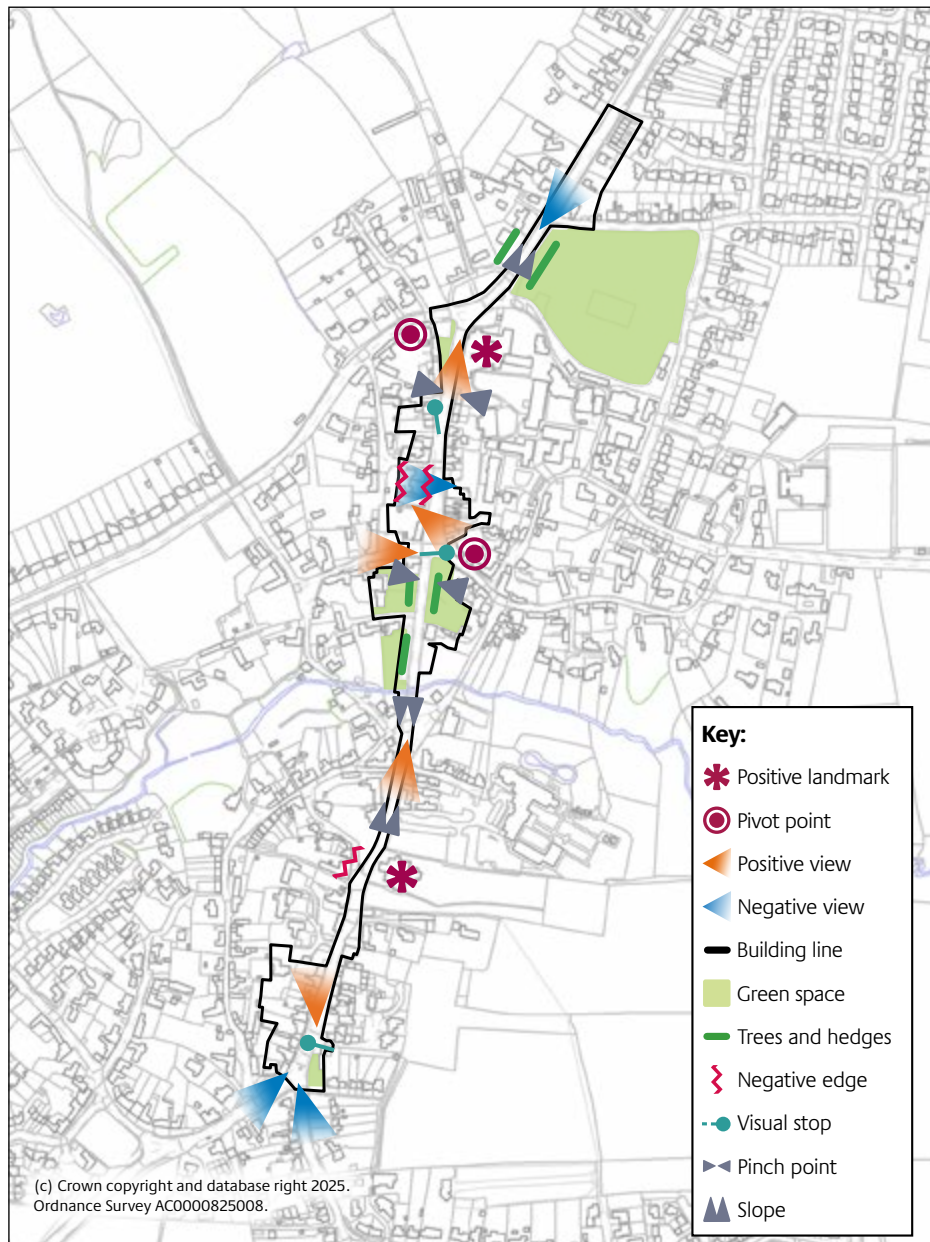 Key:
Positive landmark
Pivot point
Positive view
Negative view
Building line
Green space
Trees and hedges
Negative edge
Visual stop
Pinch point
Slope
(c) Crown copyright and database right 2025.
Ordnance Survey AC0000825008.